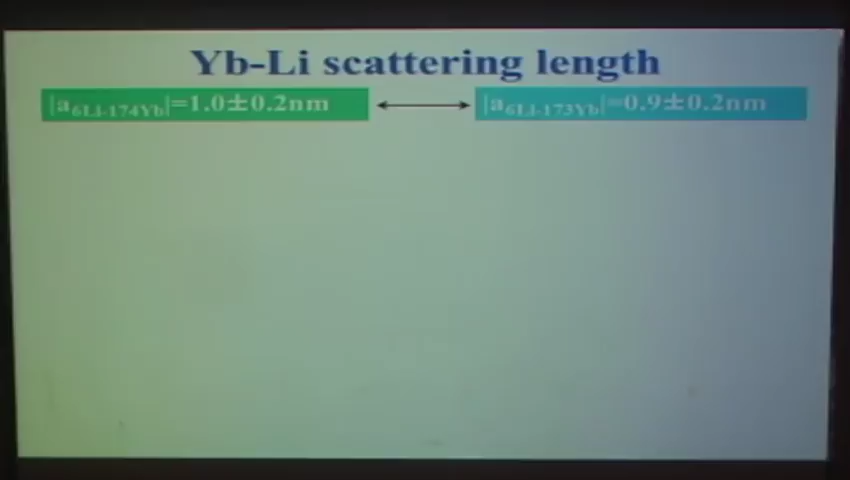 Yb-Li scattering length
|a6Li-174Yb|=1.0±0.2nm
|a6Li-173Yb|=0.9±0.2nm